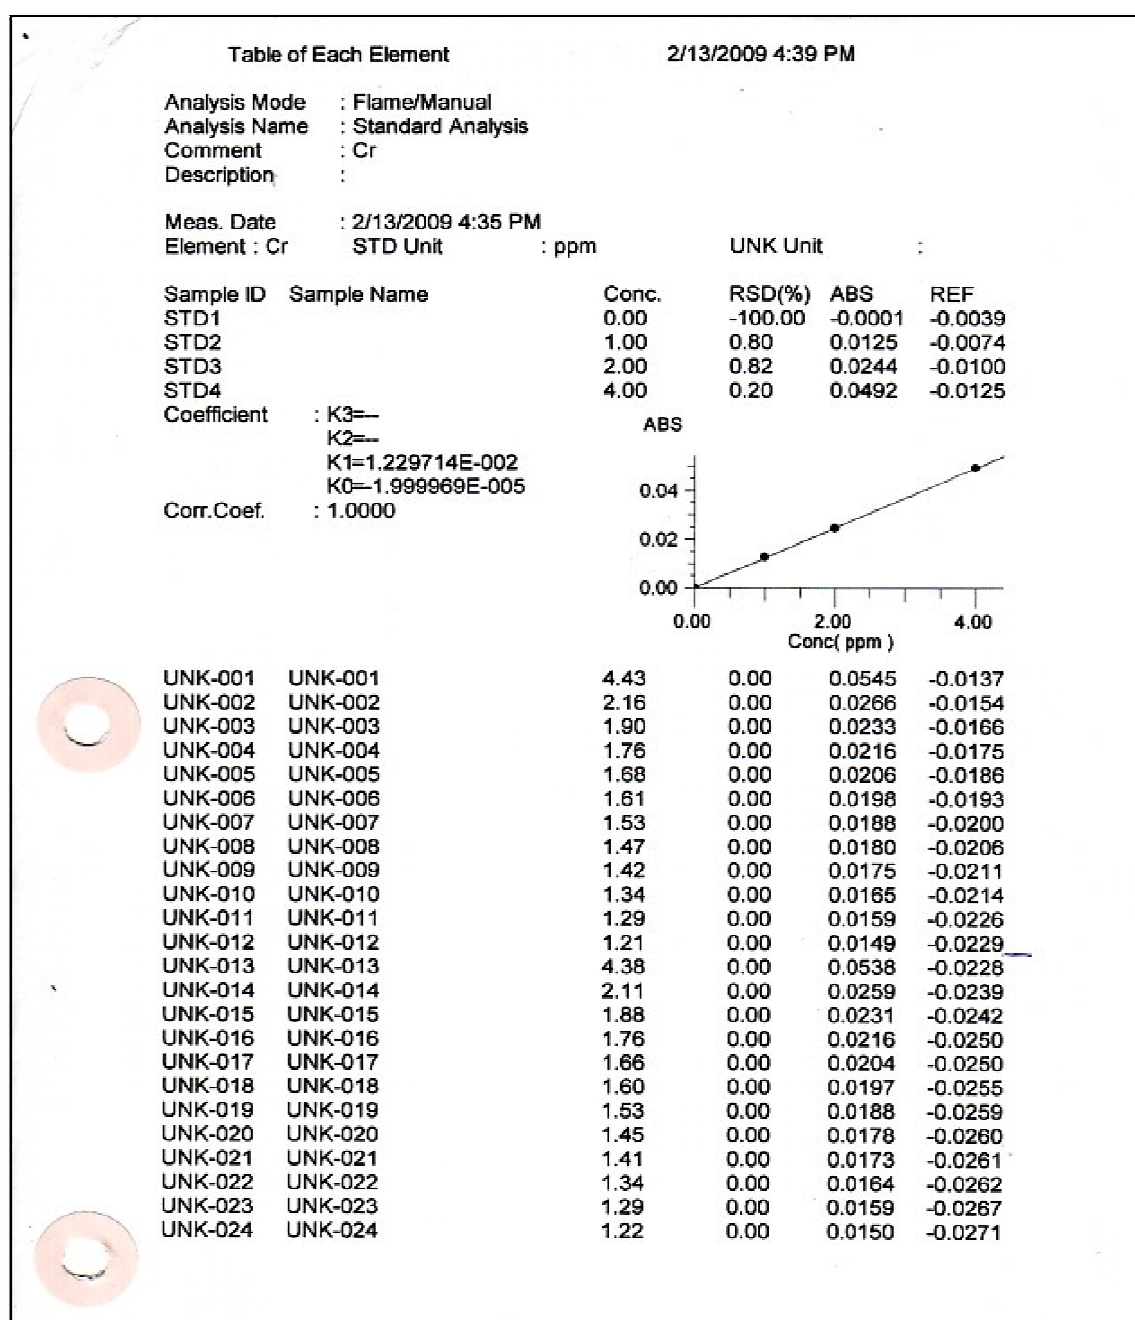 Table of Each Element 2/13/2009 4:39 PM
Analysis Mode : Flame/Manual
Analysis Name : Standard Analysis
Comment : Cr
Description :
Meas. Date : 2/13/2009 4:35 PM
Element : Cr STD Unit : ppm UNK Unit :
Sample ID Sample Name Conc. RSD(%) ABS REF
STD1 0.00 -100.00 -0.0001 -0.0039
STD2 1.00 0.80 0.0125 -0.0074
STD3 2.00 0.82 0.0244 -0.0100
STD4 4.00 0.20 0.0492 -0.0125
Coefficient : K3=--
K2=--
K1=1.229714E-002
K0=-1.999969E-005
Corr.Coef. : 1.0000
ABS
0.04
0.02
0.00
0.00 2.00 4.00
Conc( ppm )
UNK-001 UNK-001 4.43 0.00 0.0545 -0.0137
UNK-002 UNK-002 2.16 0.00 0.0266 -0.0154
UNK-003 UNK-003 1.90 0.00 0.0233 -0.0166
UNK-004 UNK-004 1.76 0.00 0.0216 -0.0175
UNK-005 UNK-005 1.68 0.00 0.0206 -0.0186
UNK-006 UNK-006 1.61 0.00 0.0198 -0.0193
UNK-007 UNK-007 1.53 0.00 0.0188 -0.0200
UNK-008 UNK-008 1.47 0.00 0.0180 -0.0206
UNK-009 UNK-009 1.42 0.00 0.0175 -0.0211
UNK-010 UNK-010 1.34 0.00 0.0165 -0.0214
UNK-011 UNK-011 1.29 0.00 0.0159 -0.0226
UNK-012 UNK-012 1.21 0.00 0.0149 -0.0229
UNK-013 UNK-013 4.38 0.00 0.0538 -0.0228
UNK-014 UNK-014 2.11 0.00 0.0259 -0.0239
UNK-015 UNK-015 1.88 0.00 0.0231 -0.0242
UNK-016 UNK-016 1.76 0.00 0.0216 -0.0250
UNK-017 UNK-017 1.66 0.00 0.0204 -0.0250
UNK-018 UNK-018 1.60 0.00 0.0197 -0.0255
UNK-019 UNK-019 1.53 0.00 0.0188 -0.0259
UNK-020 UNK-020 1.45 0.00 0.0178 -0.0260
UNK-021 UNK-021 1.41 0.00 0.0173 -0.0261
UNK-022 UNK-022 1.34 0.00 0.0164 -0.0262
UNK-023 UNK-023 1.29 0.00 0.0159 -0.0267
UNK-024 UNK-024 1.22 0.00 0.0150 -0.0271